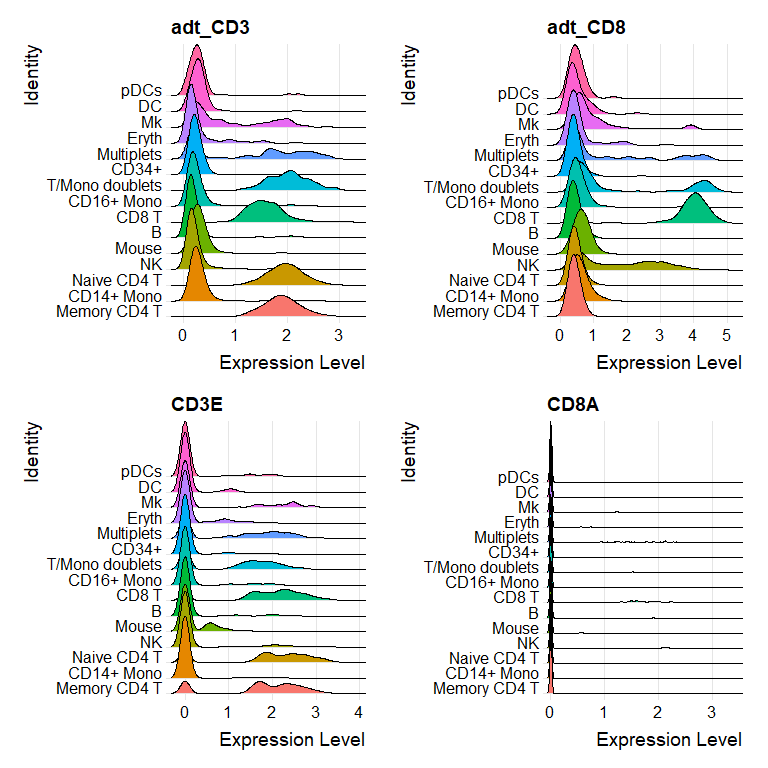 adt_CD3
Identity
pDCs
DC
Mk
Eryth
Multiplets
CD34+
T/Mono doublets
CD16+ Mono
CD8 T
B
Mouse
NK
Naive CD4 T
CD14+ Mono
Memory CD4 T
0 1 2 3
Expression Level
adt_CD8
Identity
pDCs
DC
Mk
Eryth
Multiplets
CD34+
T/Mono doublets
CD16+ Mono
CD8 T
B
Mouse
NK
Naive CD4 T
CD14+ Mono
Memory CD4 T
0 1 2 3 4 5
Expression Level
CD3E
Identity
pDCs
DC
Mk
Eryth
Multiplets
CD34+
T/Mono doublets
CD16+ Mono
CD8 T
B
Mouse
NK
Naive CD4 T
CD14+ Mono
Memory CD4 T
0 1 2 3 4
Expression Level
CD8A
Identity
pDCs
DC
Mk
Eryth
Multiplets
CD34+
T/Mono doublets
CD16+ Mono
CD8 T
B
Mouse
NK
Naive CD4 T
CD14+ Mono
Memory CD4 T
0 1 2 3
Expression Level